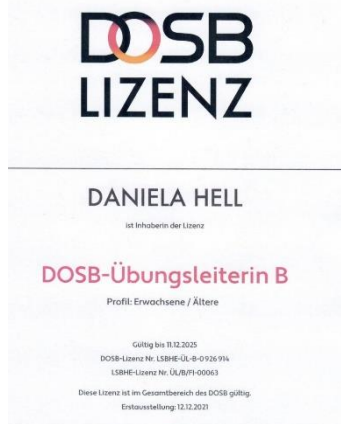 DOSB
LIZENZ
DANIELA HELL
ist Inhaberin der Lizenz
DOSB-Übungsleiterin B
Profil: Erwachsene / Ältere
Gültig bis 11.12.2025
DOSB-Lizenz Nr. LSBHE-ÜL-B-0926914
LSBHE-Lizenz Nr. ÜL/B/FI-00063
Diese Lizenz ist im Gesamtbereich des DOSB gültig.
Erstausstellung: 12.12.2021